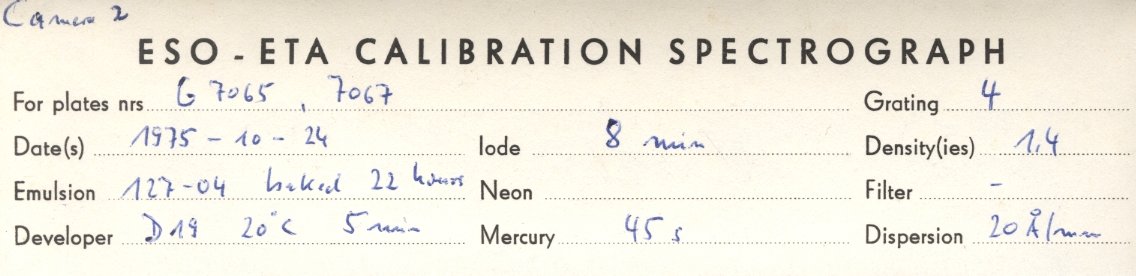 Camera 2
ESO - ETA CALIBRATION SPECTROGRAPH
For plates nrs G 7065, 7067 Grating 4
Date(s) 1975 - 10 - 24 Iode 8 min Density(ies) 1,4
Emulsion 127-04 baked 22 hours Neon Filter -
Developer D19 20°C 5 min Mercury 45 s Dispersion 20 Å/mm